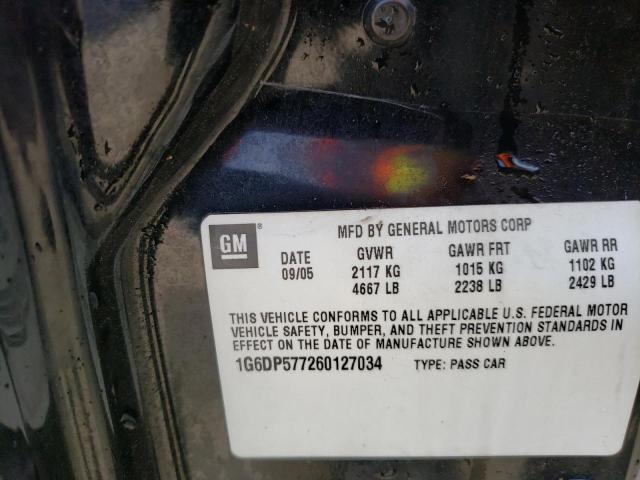 GM®
MFD BY GENERAL MOTORS CORP
DATE GVWR GAWR FRT GAWR RR
09/05 2117 KG 1015 KG 1102 KG
4667 LB 2238 LB 2429 LB
THIS VEHICLE CONFORMS TO ALL APPLICABLE U.S. FEDERAL MOTOR
VEHICLE SAFETY, BUMPER, AND THEFT PREVENTION STANDARDS IN
EFFECT ON THE DATE OF MANUFACTURE SHOWN ABOVE.
1G6DP577260127034 TYPE: PASS CAR